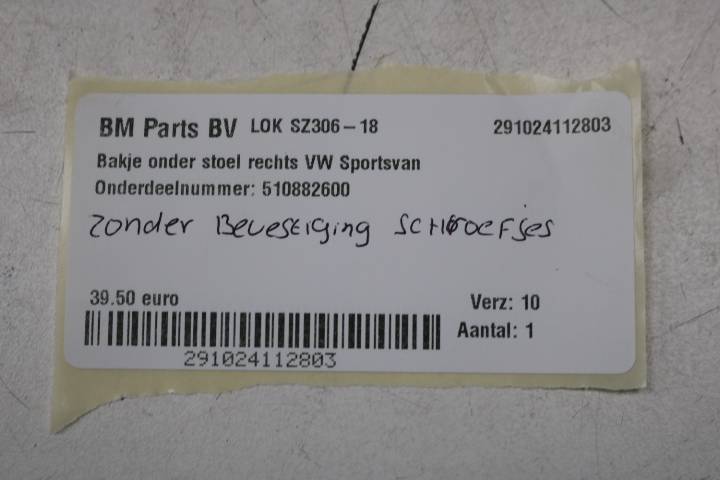 BM Parts BV LOK SZ306-18 291024112803
Bakje onder stoel rechts VW Sportsvan
Onderdeelnummer: 510882600
zonder Bevestiging SCHroefjes
39.50 euro Verz: 10
Aantal: 1
291024112803